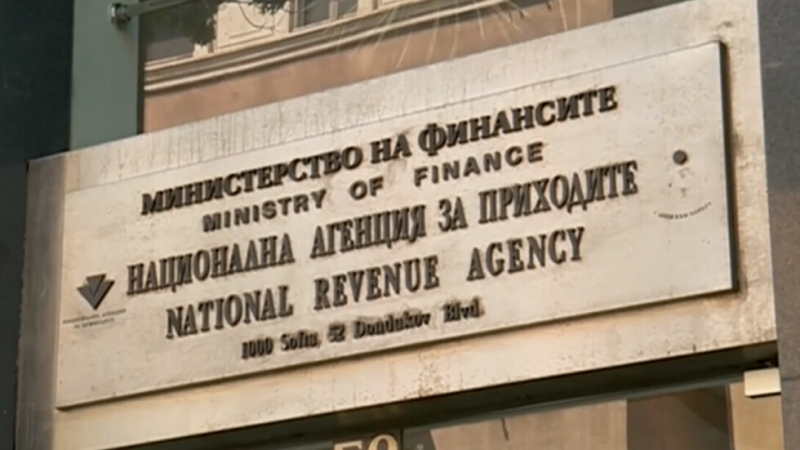 МИНИСТЕРСТВО НА ФИНАНСИТЕ
MINISTRY OF FINANCE
НАЦИОНАЛНА АГЕНЦИЯ ЗА ПРИХОДИТЕ
NATIONAL REVENUE AGENCY
1000 Sofia, 52 Dondukov Blvd.